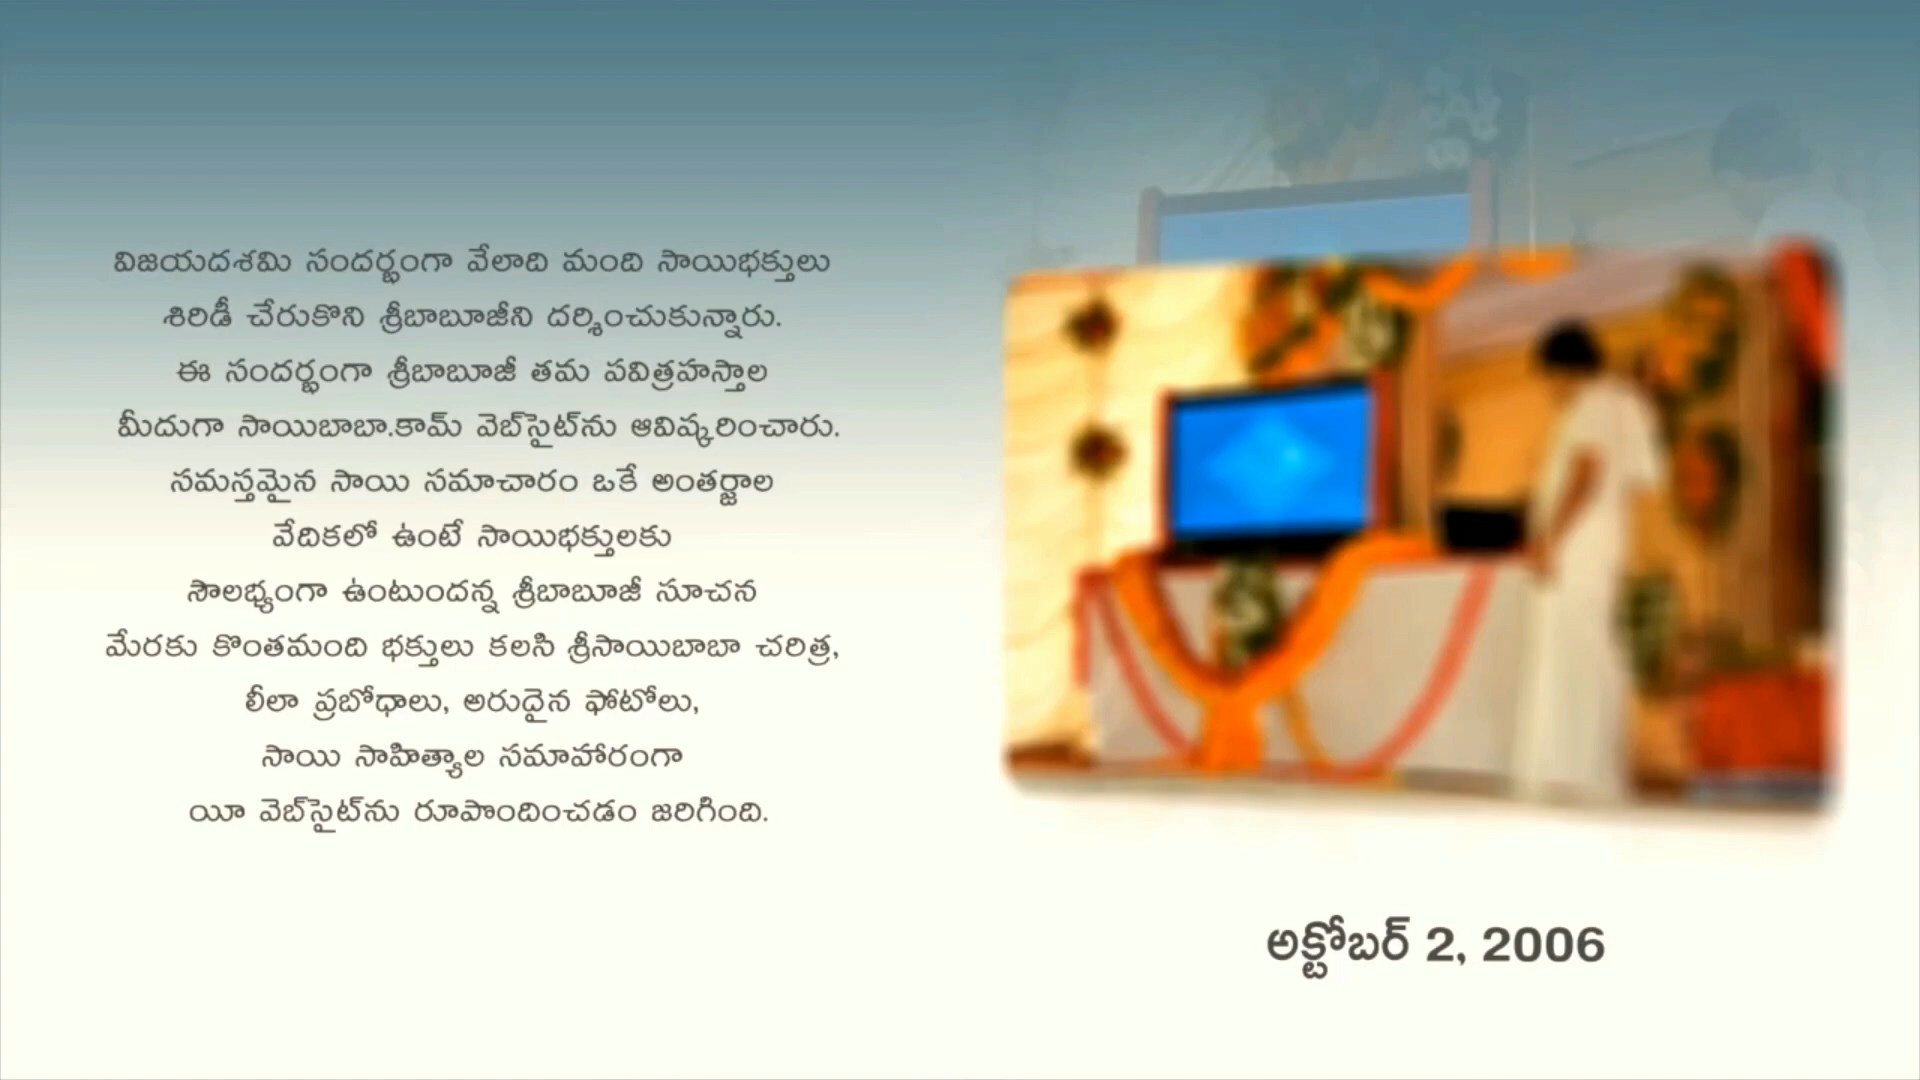 విజయదశమి సందర్భంగా వేలాది మంది సాయిభక్తులు
శిరిడీ చేరుకొని శ్రీబాబూజీని దర్శించుకున్నారు.
ఈ సందర్భంగా శ్రీబాబూజీ తమ పవిత్రహస్తాల
మీదుగా సాయిబాబా.కామ్ వెబ్‌సైట్‌ను ఆవిష్కరించారు.
సమస్తమైన సాయి సమాచారం ఒకే అంతర్జాల
వేదికలో ఉంటే సాయిభక్తులకు
సౌలభ్యంగా ఉంటుందన్న శ్రీబాబూజీ సూచన
మేరకు కొంతమంది భక్తులు కలసి శ్రీసాయిబాబా చరిత్ర,
లీలా ప్రబోధాలు, అరుదైన ఫోటోలు,
సాయి సాహిత్యాల సమాహారంగా
యీ వెబ్‌సైట్‌ను రూపొందించడం జరిగింది.
అక్టోబర్ 2, 2006